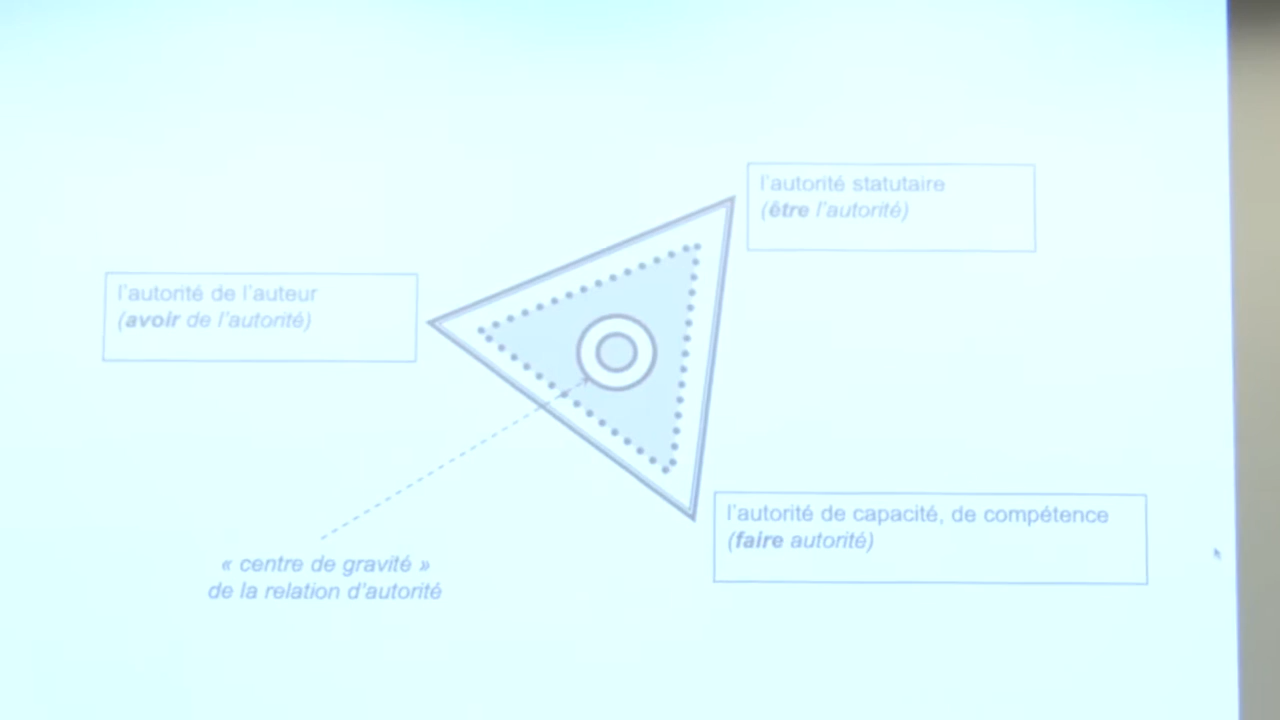 l'autorité statutaire
(être l'autorité)
l'autorité de l'auteur
(avoir de l'autorité)
l'autorité de capacité, de compétence
(faire autorité)
« centre de gravité »
de la relation d'autorité